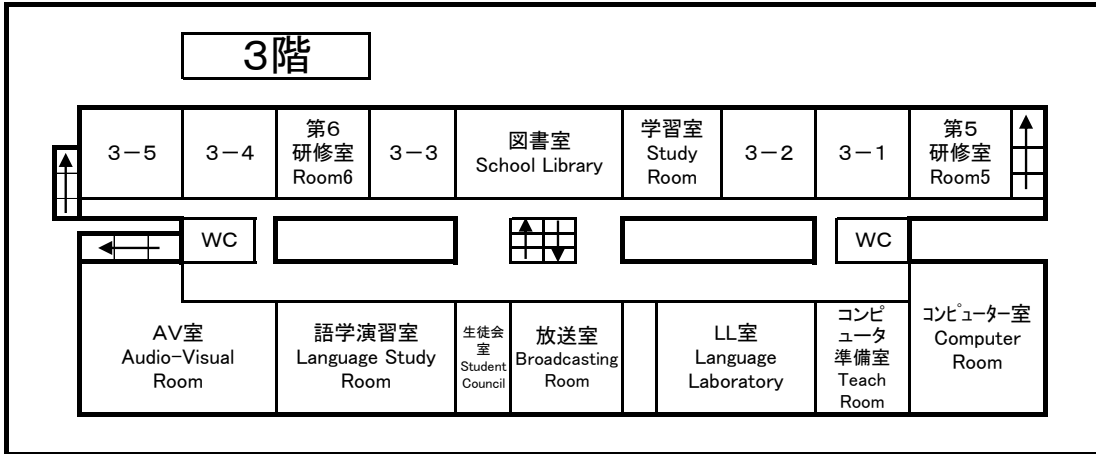 3階
3－5
3－4
第6
研修室
Room6
3－3
図書室
School Library
学習室
Study
Room
3－2
3－1
第5
研修室
Room5
WC
WC
AV室
Audio-Visual
Room
語学演習室
Language Study
Room
生徒会
室
Student
Council
放送室
Broadcasting
Room
LL室
Language
Laboratory
コンピ
ュータ
準備室
Teach
Room
コンピューター室
Computer
Room